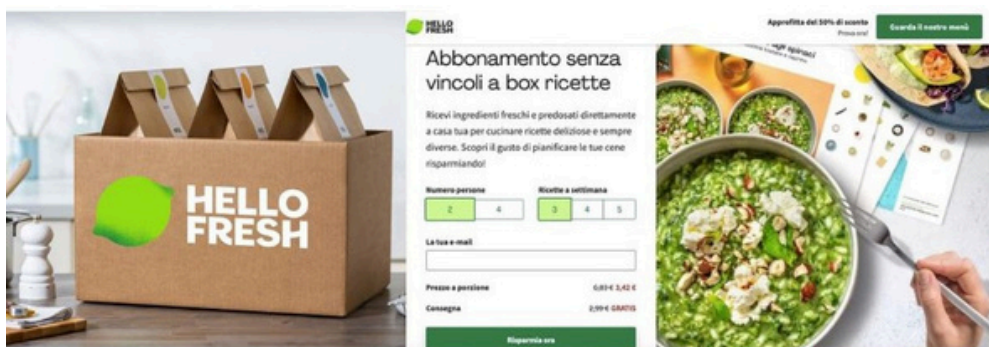 HELLO
FRESH
HELLO
FRESH
Approfitta del 50% di sconto
Prova ora!
Guarda il nostro menù
Abbonamento senza
vincoli a box ricette
Ricevi ingredienti freschi e predosati direttamente
a casa tua per cucinare ricette deliziose e sempre
diverse. Scopri il gusto di pianificare le tue cene
risparmiando!
Numero persone
Ricette a settimana
2 4
3 4 5
La tua e-mail
Prezzo a porzione
3,42 €
Consegna
2,99 € GRATIS
Risparmia ora